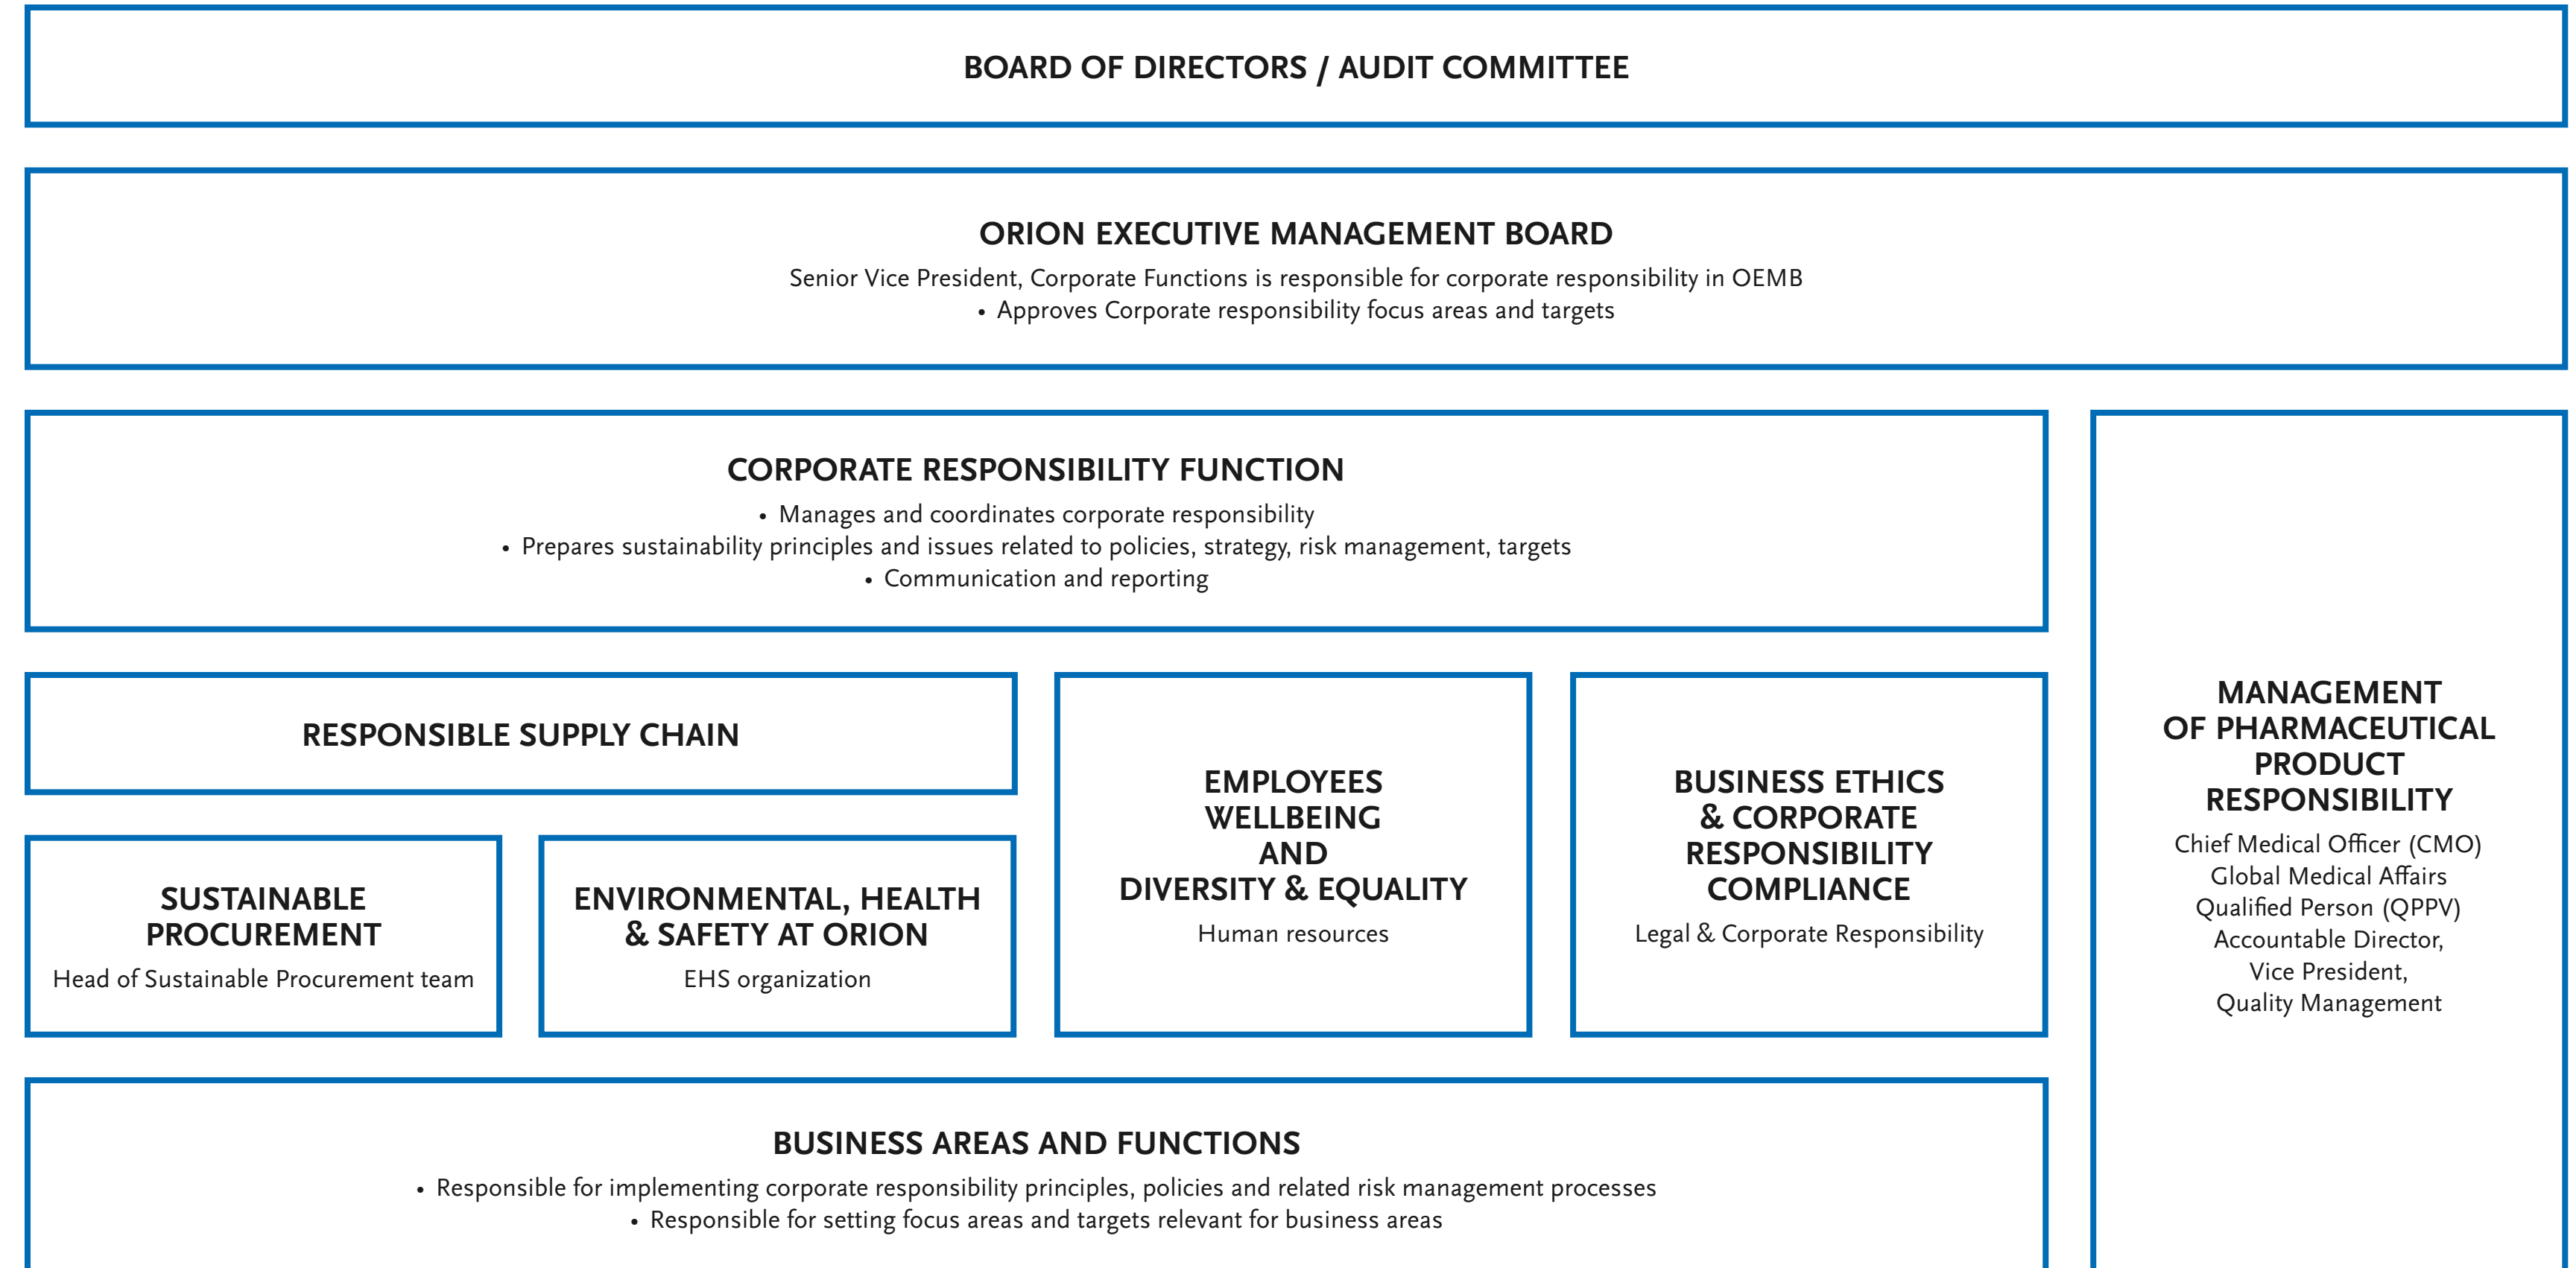 BOARD OF DIRECTORS / AUDIT COMMITTEE
ORION EXECUTIVE MANAGEMENT BOARD
Senior Vice President, Corporate Functions is responsible for corporate responsibility in OEMB
• Approves Corporate responsibility focus areas and targets
CORPORATE RESPONSIBILITY FUNCTION
• Manages and coordinates corporate responsibility
• Prepares sustainability principles and issues related to policies, strategy, risk management, targets
• Communication and reporting
RESPONSIBLE SUPPLY CHAIN
SUSTAINABLE
PROCUREMENT
Head of Sustainable Procurement team
ENVIRONMENTAL, HEALTH
& SAFETY AT ORION
EHS organization
EMPLOYEES
WELLBEING
AND
DIVERSITY & EQUALITY
Human resources
BUSINESS ETHICS
& CORPORATE
RESPONSIBILITY
COMPLIANCE
Legal & Corporate Responsibility
MANAGEMENT
OF PHARMACEUTICAL
PRODUCT
RESPONSIBILITY
Chief Medical Officer (CMO)
Global Medical Affairs
Qualified Person (QPPV)
Accountable Director,
Vice President,
Quality Management
BUSINESS AREAS AND FUNCTIONS
• Responsible for implementing corporate responsibility principles, policies and related risk management processes
• Responsible for setting focus areas and targets relevant for business areas